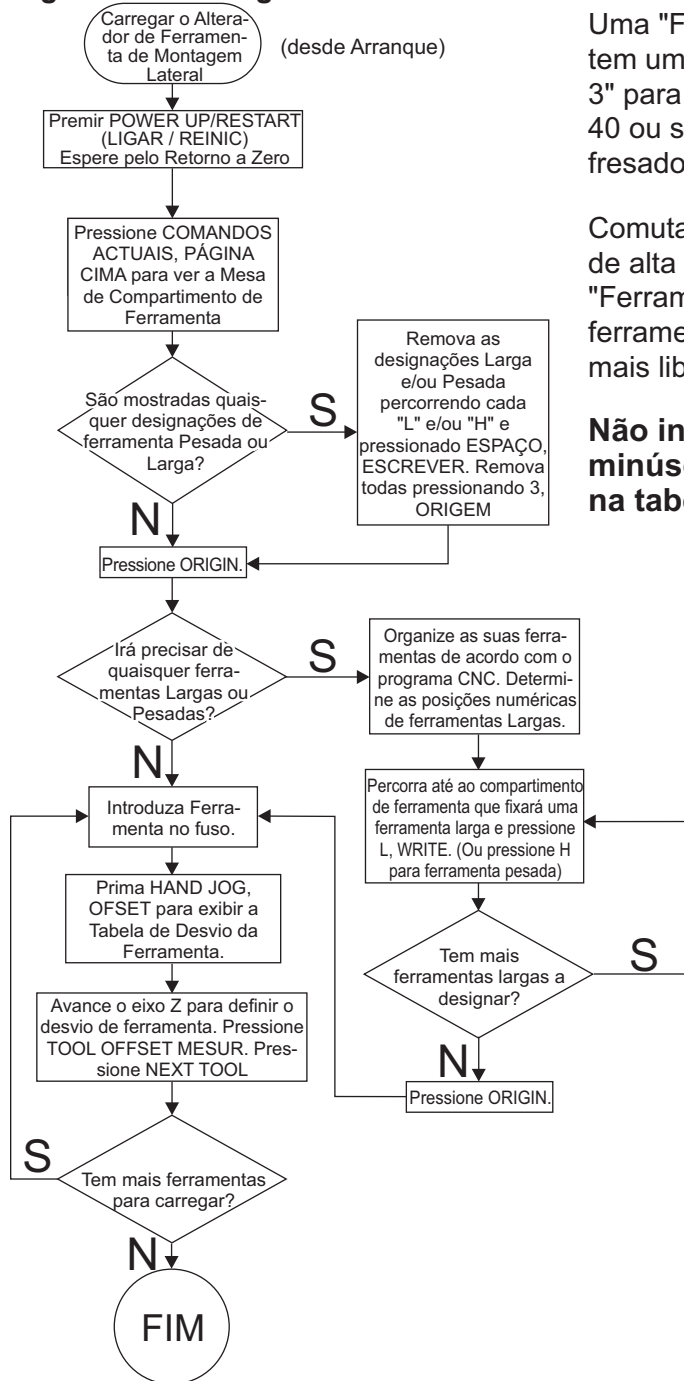 Carregar o Altera-
dor de Ferramen-
ta de Montagem
Lateral
(desde Arranque)
Premir POWER UP/RESTART
(LIGAR / REINIC)
Espere pelo Retorno a Zero
Pressione COMANDOS
ACTUAIS, PÁGINA
CIMA para ver a Mesa
de Compartimento de
Ferramenta
São mostradas quais-
quer designações de
ferramenta Pesada ou
Larga?
S
Remova as
designações Larga
e/ou Pesada
percorrendo cada
"L" e/ou "H" e
pressionado ESPAÇO,
ESCREVER. Remova
todas pressionando 3,
ORIGEM
N
Pressione ORIGIN.
Irá precisar de
quaisquer ferra-
mentas Largas ou
Pesadas?
S
Organize as suas ferra-
mentas de acordo com o
programa CNC. Determi-
ne as posições numéricas
de ferramentas Largas.
N
Introduza Ferra-
menta no fuso.
Percorra até ao compartimento
de ferramenta que fixará uma
ferramenta larga e pressione
L, WRITE. (Ou pressione H
para ferramenta pesada)
Prima HAND JOG,
OFSET para exibir a
Tabela de Desvio da
Ferramenta.
Tem mais
ferramentas largas a
designar?
S
N
Pressione ORIGIN.
Avance o eixo Z para definir o
desvio de ferramenta. Pressione
TOOL OFFSET MESUR. Pres-
sione NEXT TOOL
S
Tem mais ferramentas
para carregar?
N
FIM
Uma "F
tem um
3" para
40 ou s
fresado
Comuta
de alta
"Ferram
ferrame
mais lib
Não in
minús
na tab